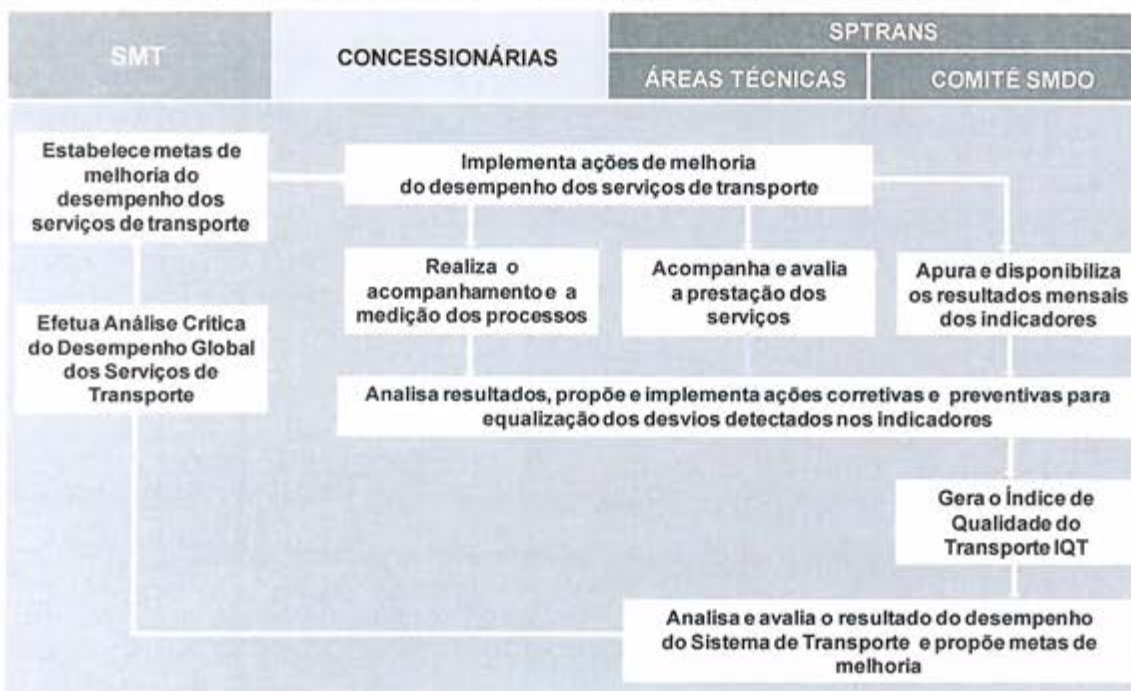 SMT
CONCESSIONÁRIAS
SPTRANS
ÁREAS TÉCNICAS
COMITÊ SMDO
Estabelece metas de
melhoria do
desempenho dos
serviços de transporte
Implementa ações de melhoria
do desempenho dos serviços de transporte
Realiza o
acompanhamento e a
medição dos processos
Acompanha e avalia
a prestação dos
serviços
Apura e disponibiliza
os resultados mensais
dos indicadores
Efetua Análise Crítica
do Desempenho Global
dos Serviços de
Transporte
Analisa resultados, propõe e implementa ações corretivas e preventivas para
equalização dos desvios detectados nos indicadores
Gera o Índice de
Qualidade do
Transporte IQT
Analisa e avalia o resultado do desempenho
do Sistema de Transporte e propõe metas de
melhoria